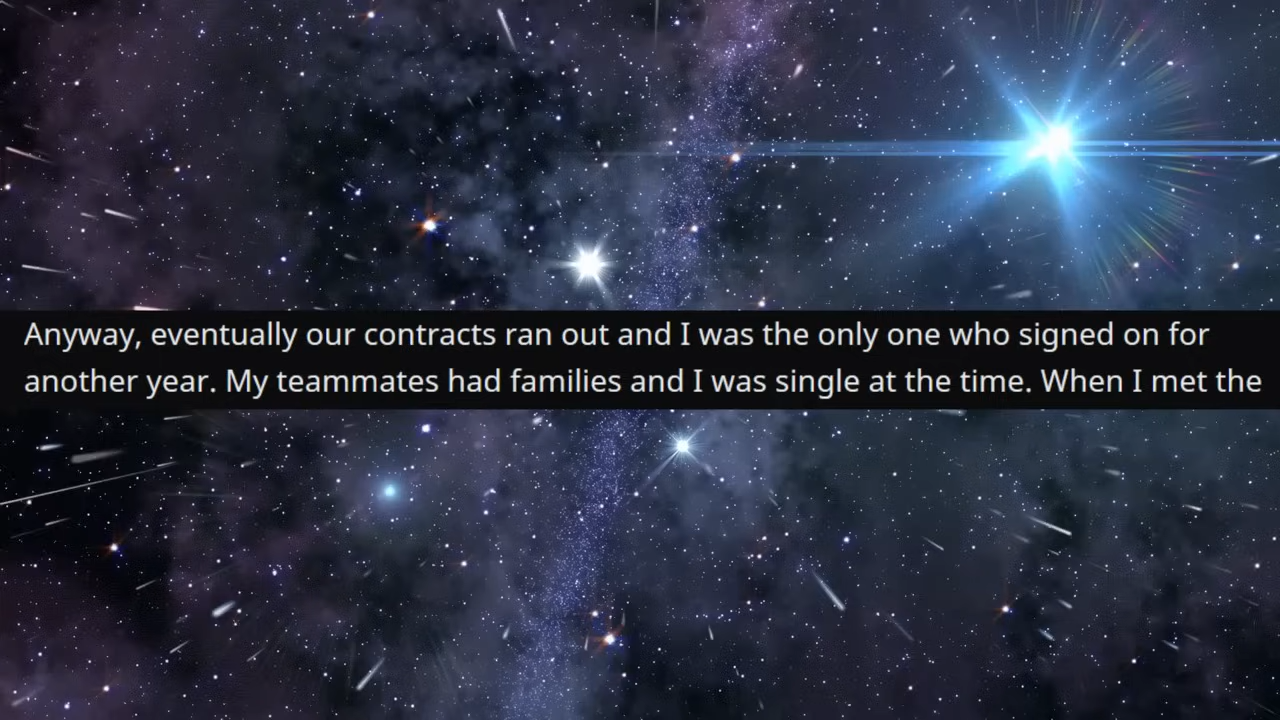 Anyway, eventually our contracts ran out and I was the only one who signed on for
another year. My teammates had families and I was single at the time. When I met the